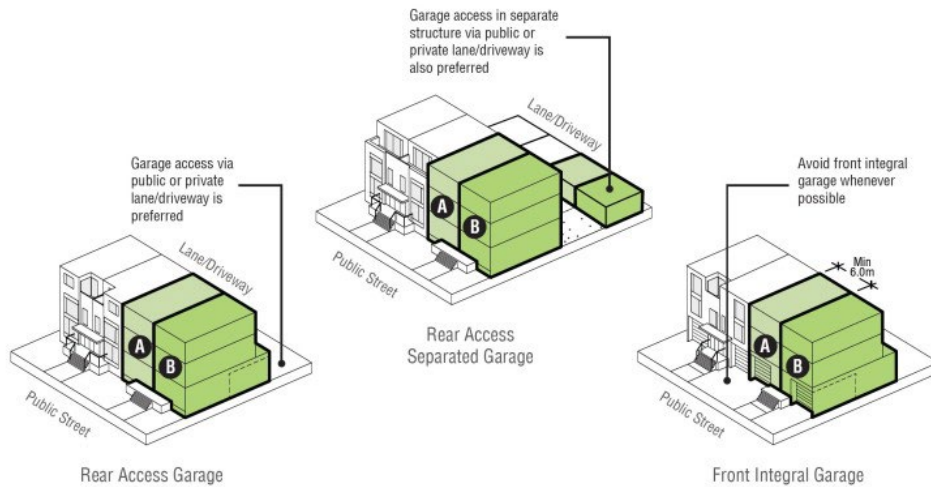 Garage access in separate
structure via public or
private lane/driveway is
also preferred
Lane/Driveway
A
B
Public Street
Rear Access
Separated Garage
Garage access via
public or private
lane/driveway is
preferred
Lane/Driveway
A
B
Public Street
Rear Access Garage
Avoid front integral
garage whenever
possible
Min
6.0m
A
B
Public Street
Front Integral Garage